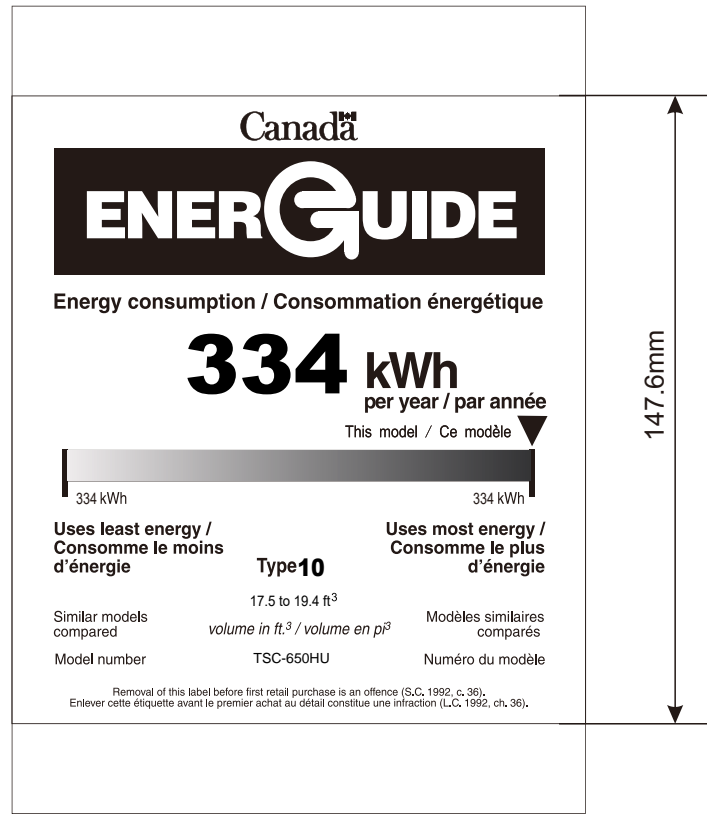 Canada
ENERGUIDE
Energy consumption / Consommation énergétique
334 kWh
per year / par année
This model / Ce modèle
334 kWh 334 kWh
Uses least energy /
Consomme le moins
d'énergie
Uses most energy /
Consomme le plus
d'énergie
Type10
17.5 to 19.4 ft³
Similar models
compared
volume in ft.³ / volume en pi³
Modèles similaires
comparés
Model number TSC-650HU Numéro du modèle
Removal of this label before first retail purchase is an offence (S.C. 1992, c. 36).
Enlever cette étiquette avant le premier achat au détail constitue une infraction (L.C. 1992, ch. 36).
147.6mm